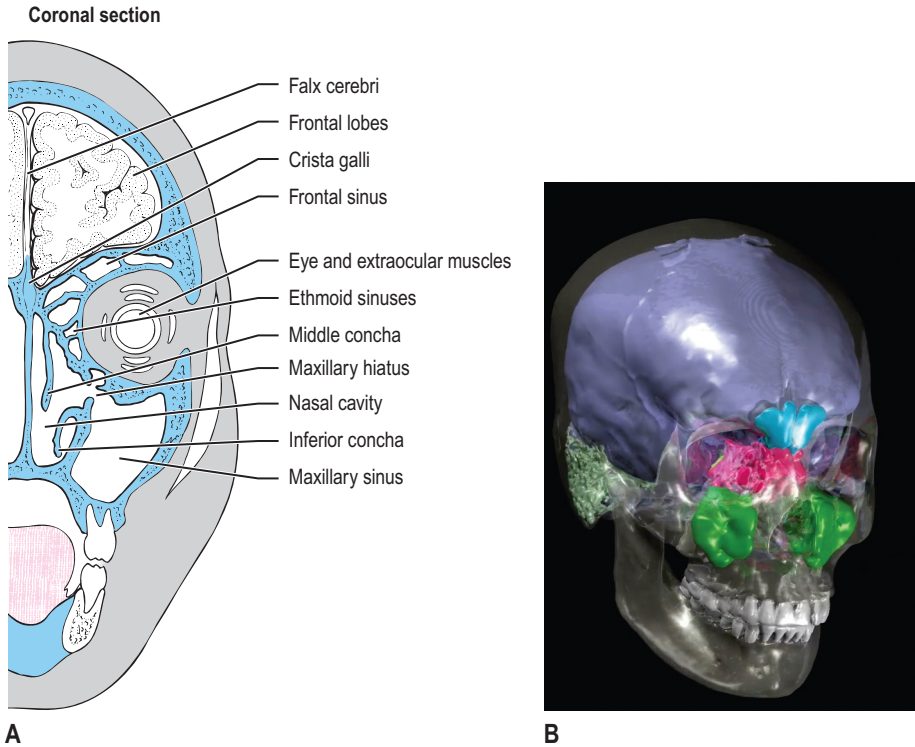 Coronal section
Falx cerebri
Frontal lobes
Crista galli
Frontal sinus
Eye and extraocular muscles
Ethmoid sinuses
Middle concha
Maxillary hiatus
Nasal cavity
Inferior concha
Maxillary sinus
A
B